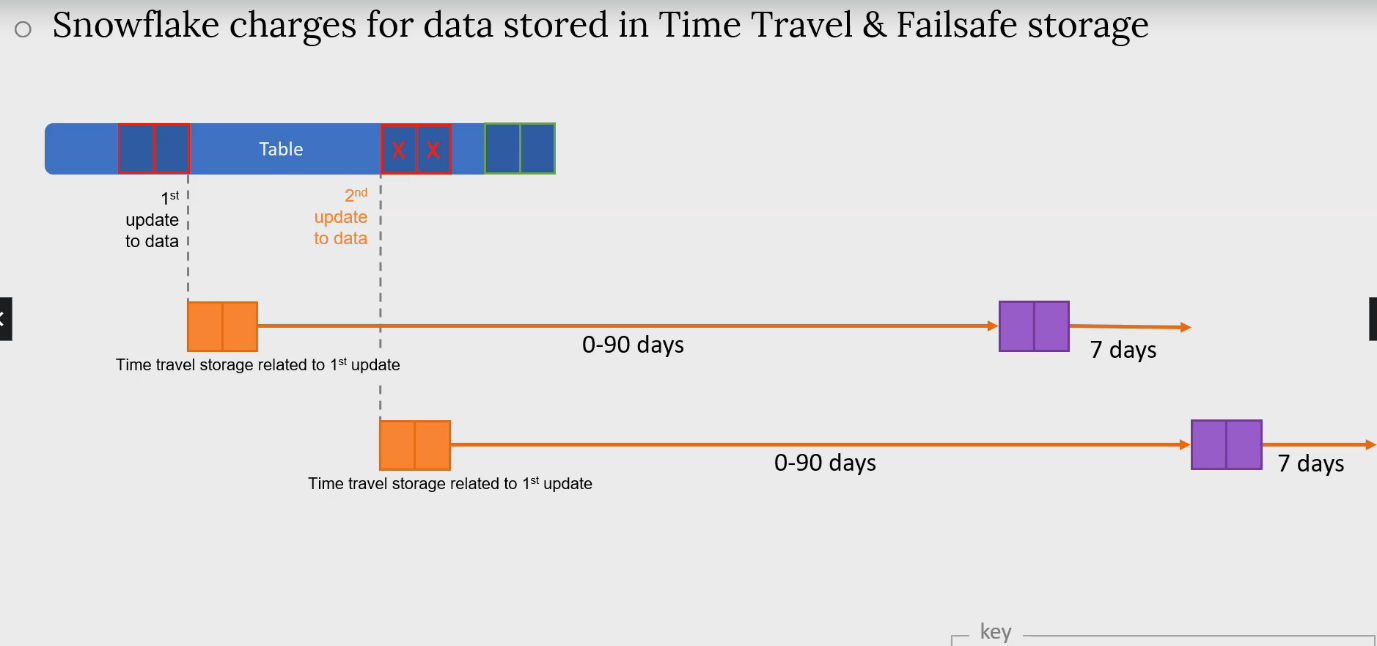 Snowflake charges for data stored in Time Travel & Failsafe storage
Table
X X
1st
update
to data
2nd
update
to data
0-90 days
7 days
Time travel storage related to 1st update
0-90 days
7 days
Time travel storage related to 1st update
key